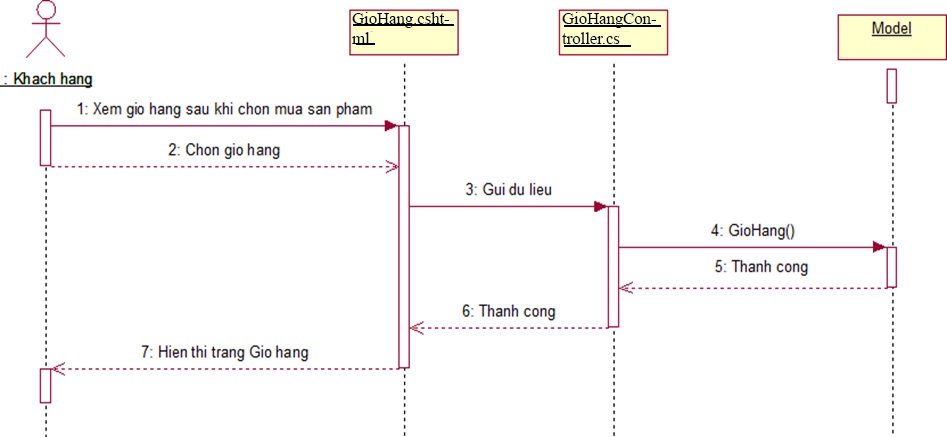 GioHang.csht-
ml
GioHangCon-
troller.cs
Model
: Khach hang
1: Xem gio hang sau khi chon mua san pham
2: Chon gio hang
3: Gui du lieu
4: GioHang()
5: Thanh cong
6: Thanh cong
7: Hien thi trang Gio hang